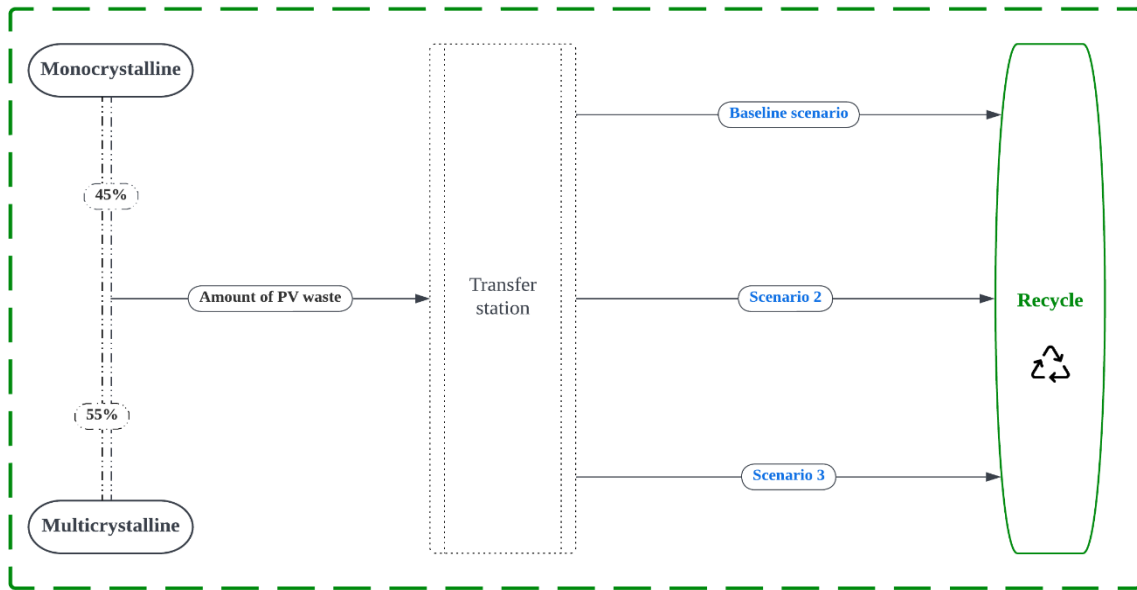 Monocrystalline
45%
55%
Multicrystalline
Amount of PV waste
Transfer
station
Baseline scenario
Scenario 2
Scenario 3
Recycle